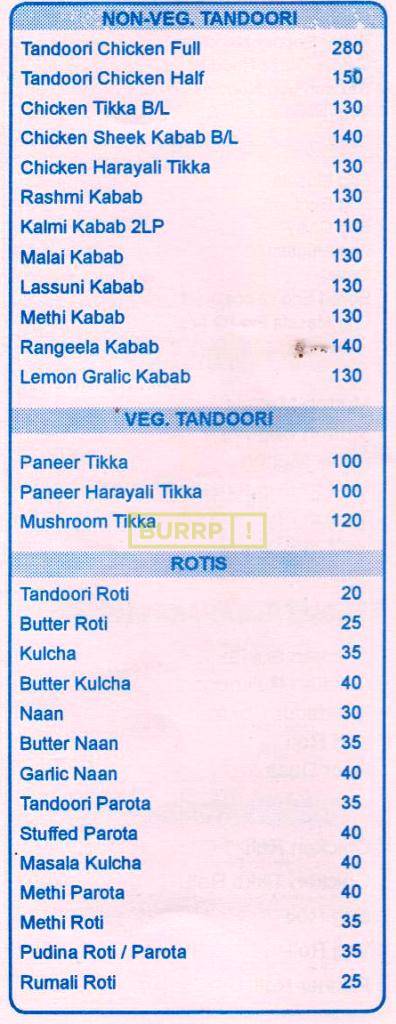 NON-VEG. TANDOORI
Tandoori Chicken Full 280
Tandoori Chicken Half 150
Chicken Tikka B/L 130
Chicken Sheek Kabab B/L 140
Chicken Harayali Tikka 130
Rashmi Kabab 130
Kalmi Kabab 2LP 110
Malai Kabab 130
Lassuni Kabab 130
Methi Kabab 130
Rangeela Kabab 140
Lemon Gralic Kabab 130
VEG. TANDOORI
Paneer Tikka 100
Paneer Harayali Tikka 100
Mushroom Tikka 120
BURRP!
ROTIS
Tandoori Roti 20
Butter Roti 25
Kulcha 35
Butter Kulcha 40
Naan 30
Butter Naan 35
Garlic Naan 40
Tandoori Parota 35
Stuffed Parota 40
Masala Kulcha 40
Methi Parota 40
Methi Roti 35
Pudina Roti / Parota 35
Rumali Roti 25